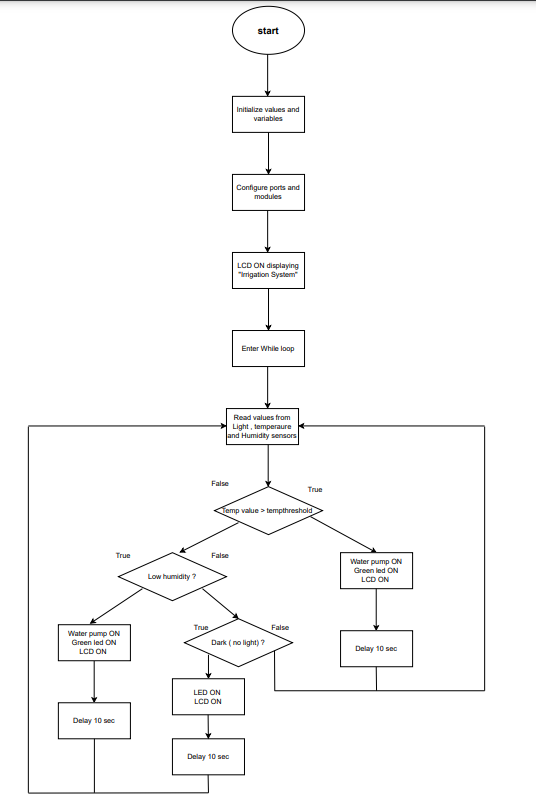 start
Initialize values and
variables
Configure ports and
modules
LCD ON displaying
"Irrigation System"
Enter While loop
Read values from
Light , temperaure
and Humidity sensors
False
True
Temp value > tempthreshold
True
False
Low humidity ?
Water pump ON
Green led ON
LCD ON
Water pump ON
Green led ON
LCD ON
True
False
Dark ( no light) ?
Delay 10 sec
LED ON
LCD ON
Delay 10 sec
Delay 10 sec